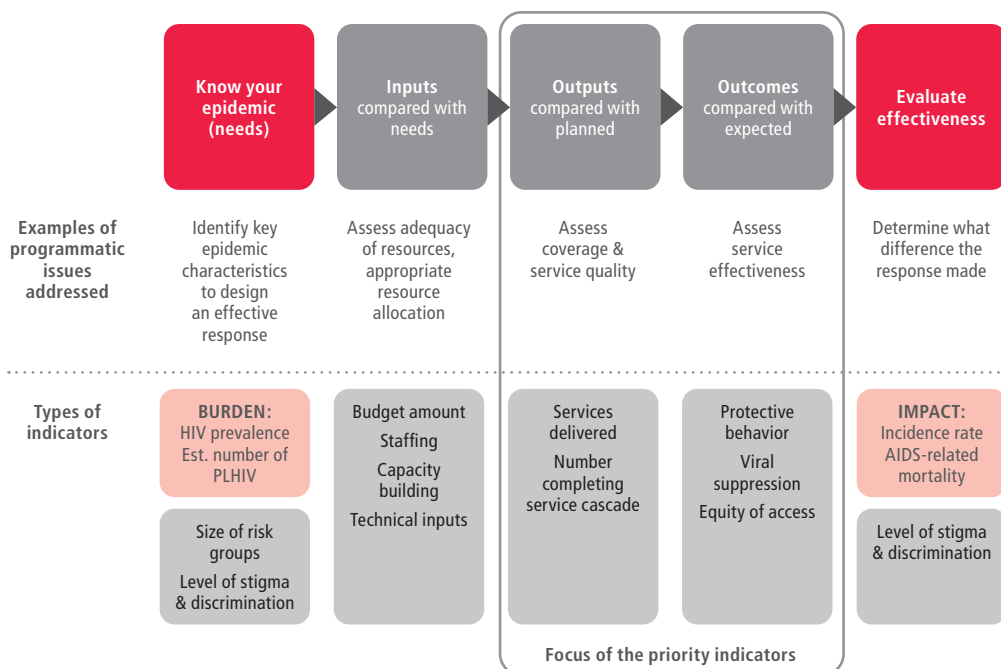 Know your
epidemic
(needs)
Inputs
compared with
needs
Outputs
compared with
planned
Outcomes
compared with
expected
Evaluate
effectiveness
Examples of
programmatic
issues
addressed
Identify key
epidemic
characteristics
to design
an effective
response
Assess adequacy
of resources,
appropriate
resource
allocation
Assess
coverage &
service quality
Assess
service
effectiveness
Determine what
difference the
response made
Types of
indicators
BURDEN:
HIV prevalence
Est. number of
PLHIV
Size of risk
groups
Level of stigma
& discrimination
Budget amount
Staffing
Capacity
building
Technical inputs
Services
delivered
Number
completing
service cascade
Protective
behavior
Viral
suppression
Equity of access
IMPACT:
Incidence rate
AIDS-related
mortality
Level of stigma
& discrimination
Focus of the priority indicators